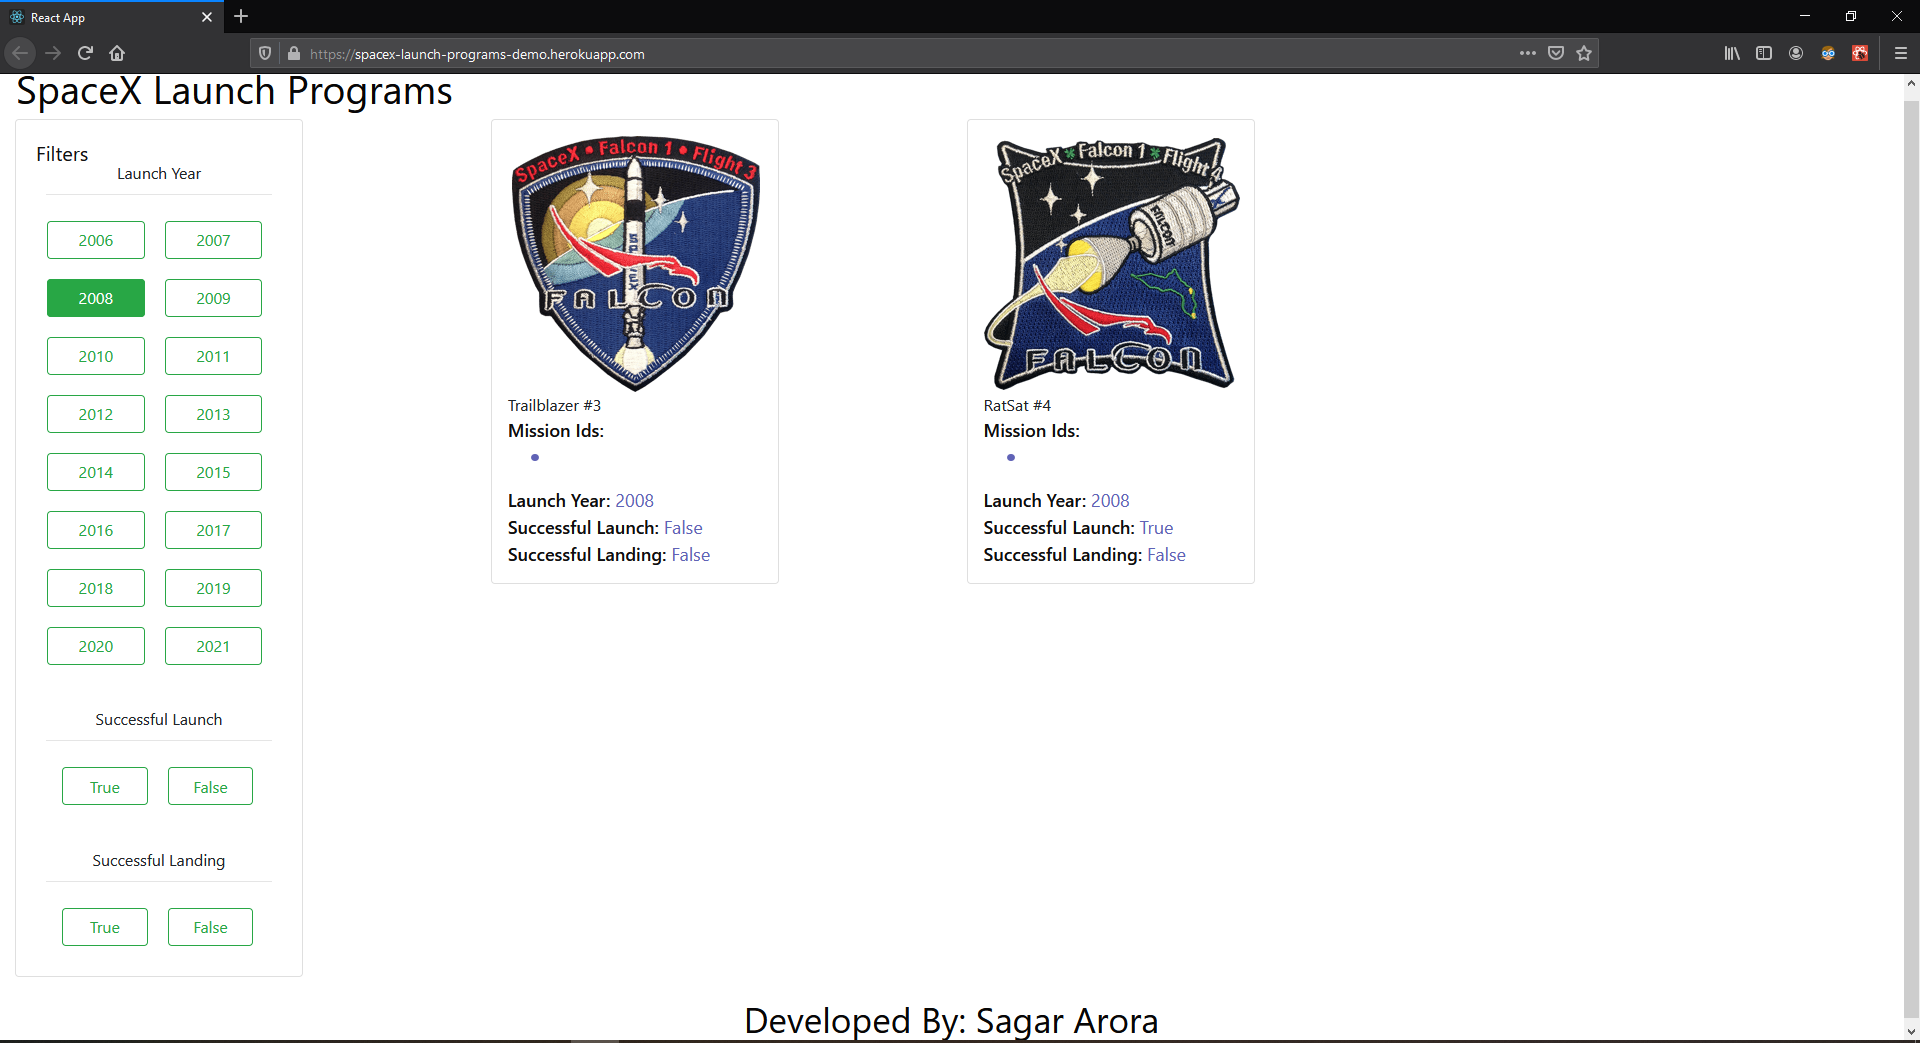 React App
https://spacex-launch-programs-demo.herokuapp.com
SpaceX Launch Programs
Filters
Launch Year
2006 2007
2008 2009
2010 2011
2012 2013
2014 2015
2016 2017
2018 2019
2020 2021
Successful Launch
True False
Successful Landing
True False
SpaceX • Falcon 1 • Flight 3
SPACEX
FALCON
Trailblazer #3
Mission Ids:
Launch Year: 2008
Successful Launch: False
Successful Landing: False
SpaceX * Falcon 1 * Flight 4
FALCON
FALCON
RatSat #4
Mission Ids:
Launch Year: 2008
Successful Launch: True
Successful Landing: False
Developed By: Sagar Arora